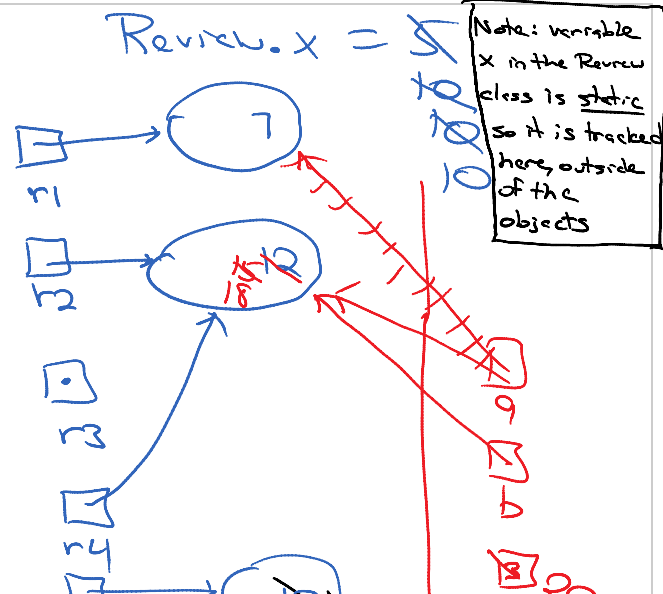 Review.x = 5
10
10
10
Note: variable
x in the Review
class is static
so it is tracked
here, outside
of the
objects
7
r1
12
15
18
r2
r3
a
b
r4